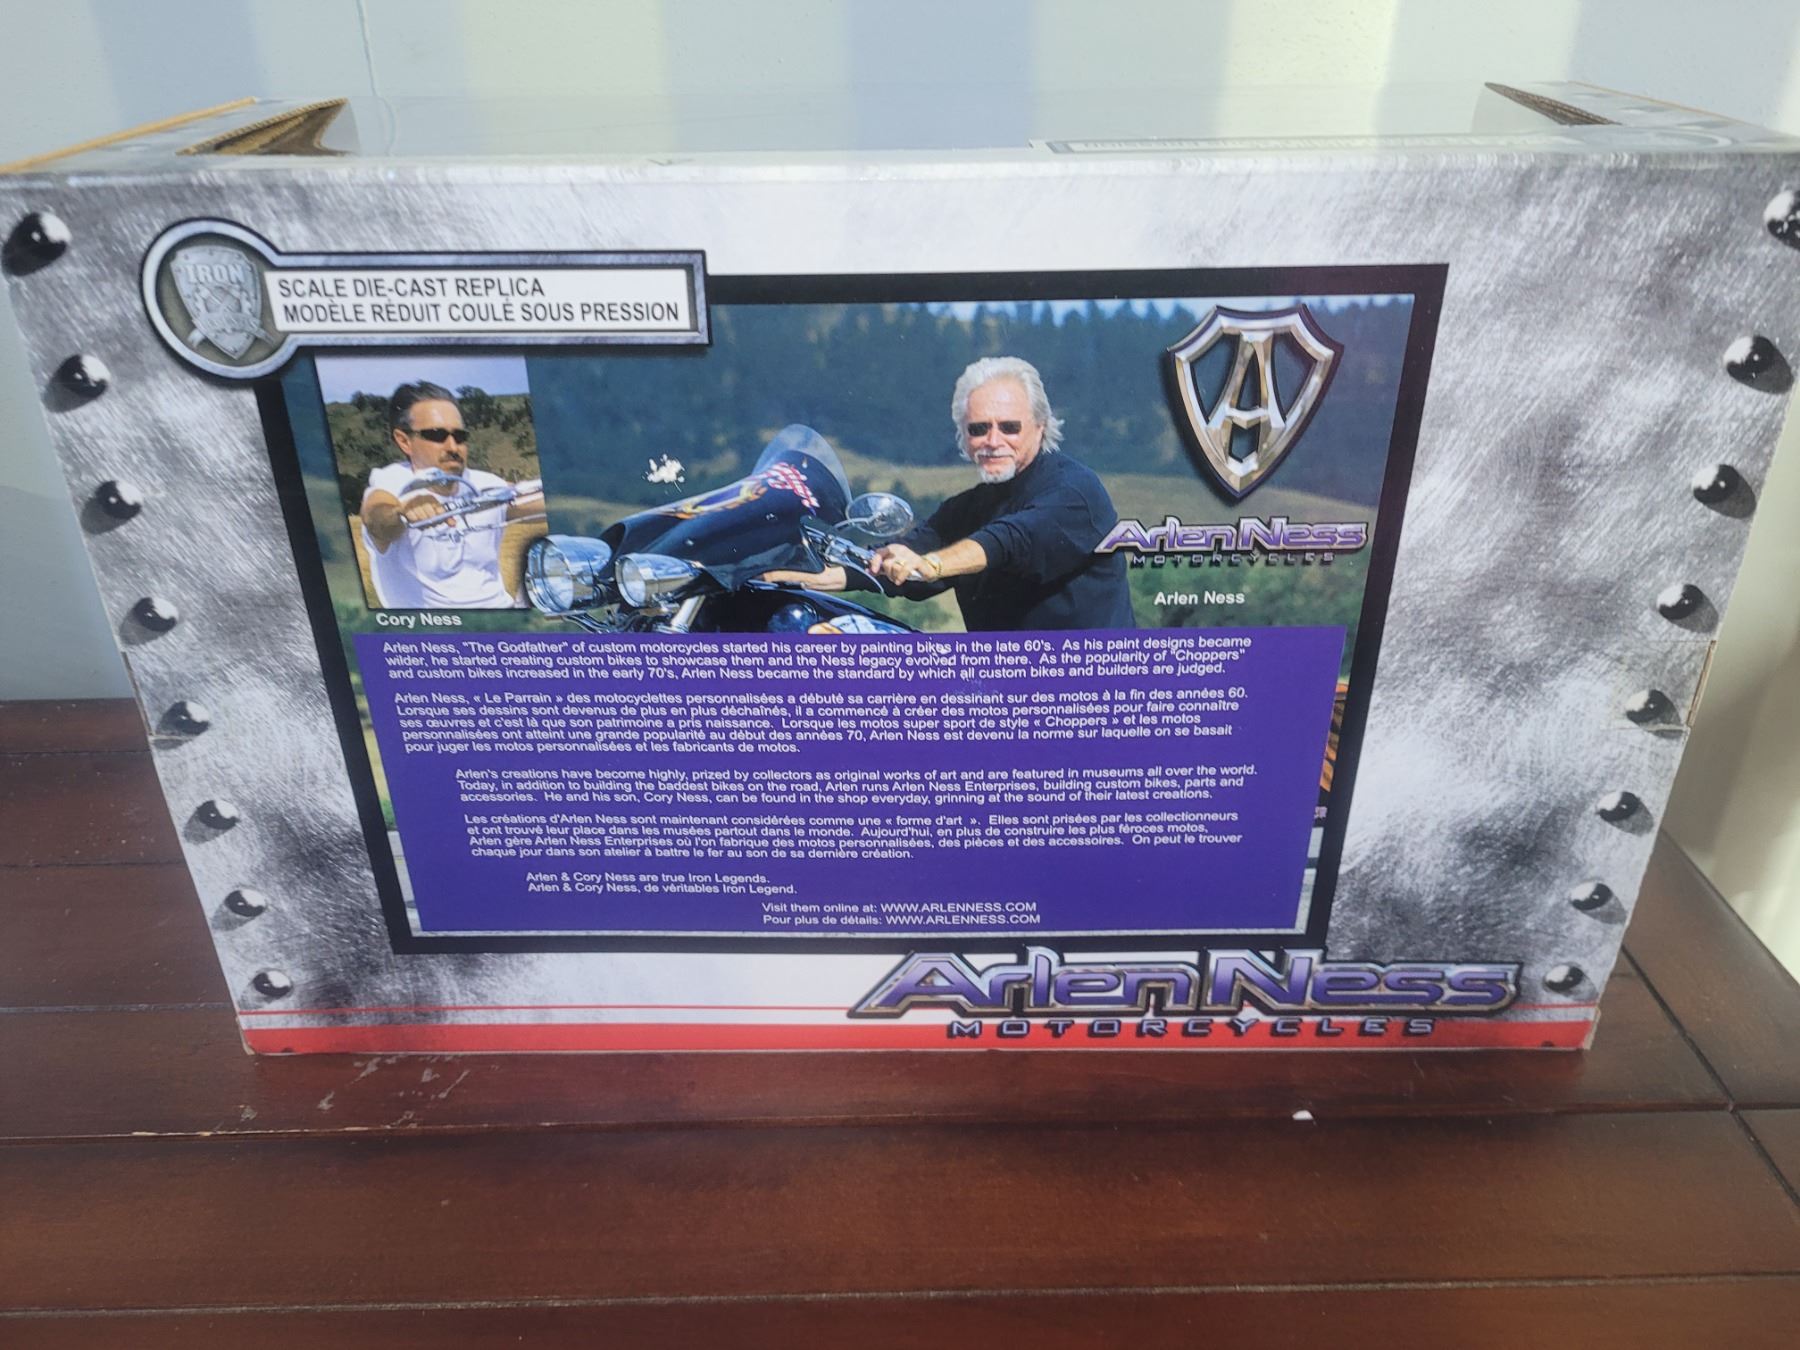 IRON
SCALE DIE-CAST REPLICA
MODÈLE RÉDUIT COULÉ SOUS PRESSION
Arlen Ness
MOTORCYCLES
Arlen Ness
Cory Ness
Arlen Ness, "The Godfather" of custom motorcycles started his career by painting bikes in the late 60's. As his paint designs became
wilder, he started creating custom bikes to showcase them and the Ness legacy evolved from there. As the popularity of "Choppers"
and custom bikes increased in the early 70's, Arlen Ness became the standard by which all custom bikes and builders are judged.
Arlen Ness, « Le Parrain » des motocyclettes personnalisées a débuté sa carrière en dessinant sur des motos à la fin des années 60.
Lorsque ses dessins sont devenus de plus en plus déchaînés, il a commencé à créer des motos personnalisées pour faire connaître
ses œuvres et c'est là que son patrimoine a pris naissance. Lorsque les motos super sport de style « Choppers » et les motos
personnalisées ont atteint une grande popularité au début des années 70, Arlen Ness est devenu la norme sur laquelle on se basait
pour juger les motos personnalisées et les fabricants de motos.
Arlen's creations have become highly, prized by collectors as original works of art and are featured in museums all over the world.
Today, in addition to building the baddest bikes on the road, Arlen runs Arlen Ness Enterprises, building custom bikes, parts and
accessories. He and his son, Cory Ness, can be found in the shop everyday, grinning at the sound of their latest creations.
Les créations d'Arlen Ness sont maintenant considérées comme une « forme d'art ». Elles sont prisées par les collectionneurs
et ont trouvé leur place dans les musées partout dans le monde. Aujourd'hui, en plus de construire les plus féroces motos,
Arlen gère Arlen Ness Enterprises où l'on fabrique des motos personnalisées, des pièces et des accessoires. On peut le trouver
chaque jour dans son atelier à battre le fer au son de sa dernière création.
Arlen & Cory Ness are true Iron Legends.
Arlen & Cory Ness, de véritables Iron Legend.
Visit them online at: WWW.ARLENNESS.COM
Pour plus de détails: WWW.ARLENNESS.COM
Arlen Ness
MOTORCYCLES